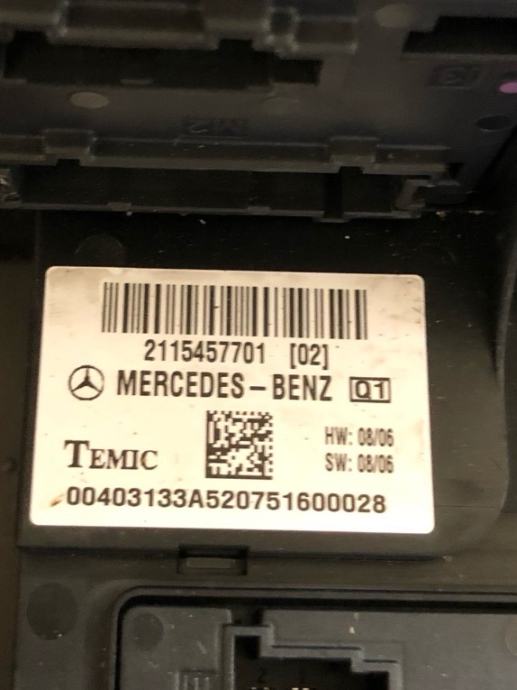 2115457701 [02]
MERCEDES-BENZ Q1
HW: 08/06
TEMIC
SW: 08/06
00403133A520751600028